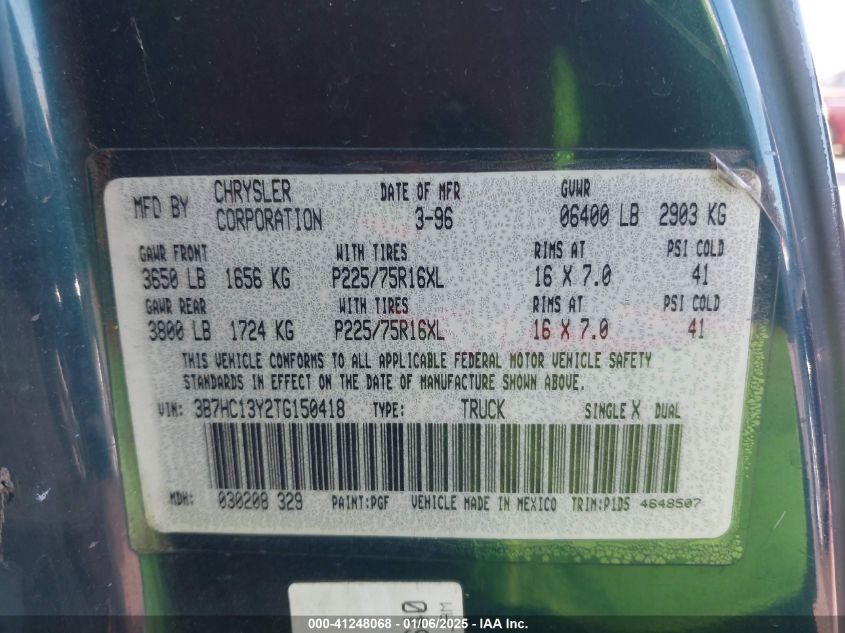 MFD BY CHRYSLER CORPORATION DATE OF MFR 3-96 GVWR 06400 LB 2903 KG
GAWR FRONT WITH TIRES RIMS AT PSI COLD
3650 LB 1656 KG P225/75R16XL 16 X 7.0 41
GAWR REAR WITH TIRES RIMS AT PSI COLD
3800 LB 1724 KG P225/75R16XL 16 X 7.0 41
THIS VEHICLE CONFORMS TO ALL APPLICABLE FEDERAL MOTOR VEHICLE SAFETY
STANDARDS IN EFFECT ON THE DATE OF MANUFACTURE SHOWN ABOVE.
VIN: 3B7HC13Y2TG150418 TYPE: TRUCK SINGLE X DUAL
MDH: 030208 329 PAINT:PGF VEHICLE MADE IN MEXICO TRIM:P1D5 4648507
000-41248068 - 01/06/2025 - IAAI Inc.